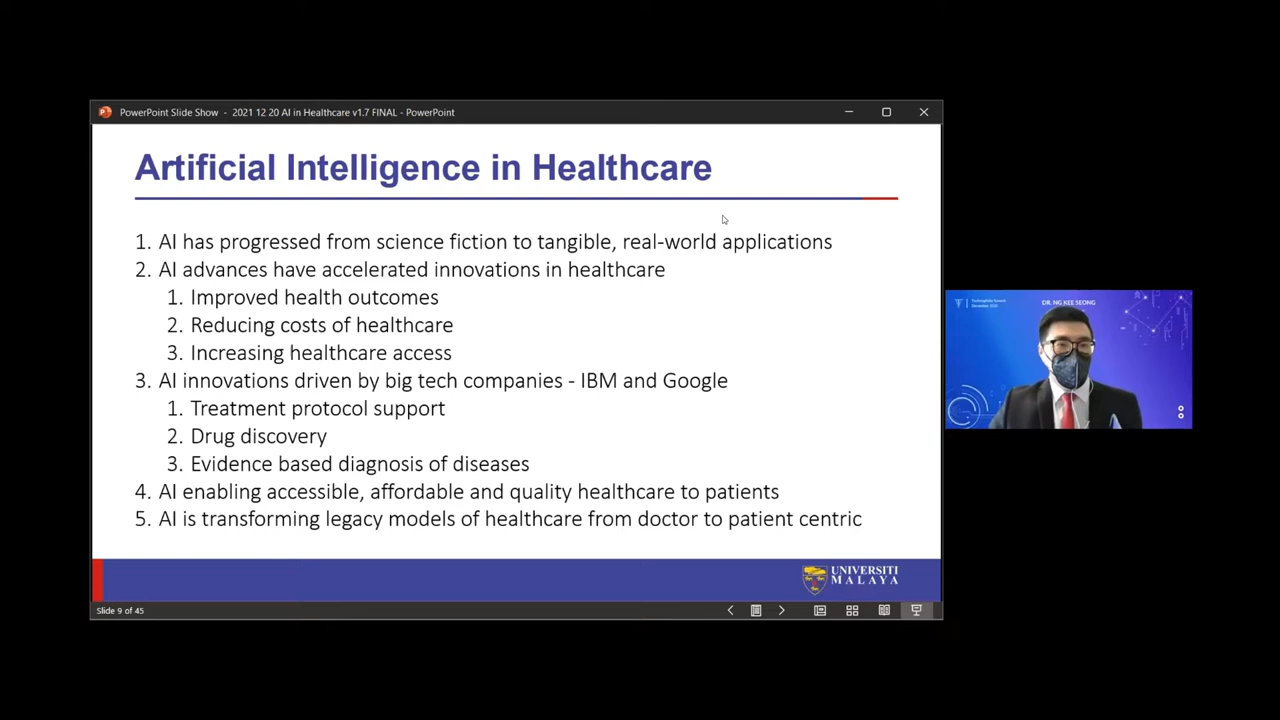 PowerPoint Slide Show - 2021 12 20 AI in Healthcare v1.7 FINAL - PowerPoint
Artificial Intelligence in Healthcare
1. AI has progressed from science fiction to tangible, real-world applications
2. AI advances have accelerated innovations in healthcare
1. Improved health outcomes
2. Reducing costs of healthcare
3. Increasing healthcare access
3. AI innovations driven by big tech companies - IBM and Google
1. Treatment protocol support
2. Drug discovery
3. Evidence based diagnosis of diseases
4. AI enabling accessible, affordable and quality healthcare to patients
5. AI is transforming legacy models of healthcare from doctor to patient centric
UNIVERSITI
MALAYA
Slide 9 of 45
DR. NG KEE SEONG